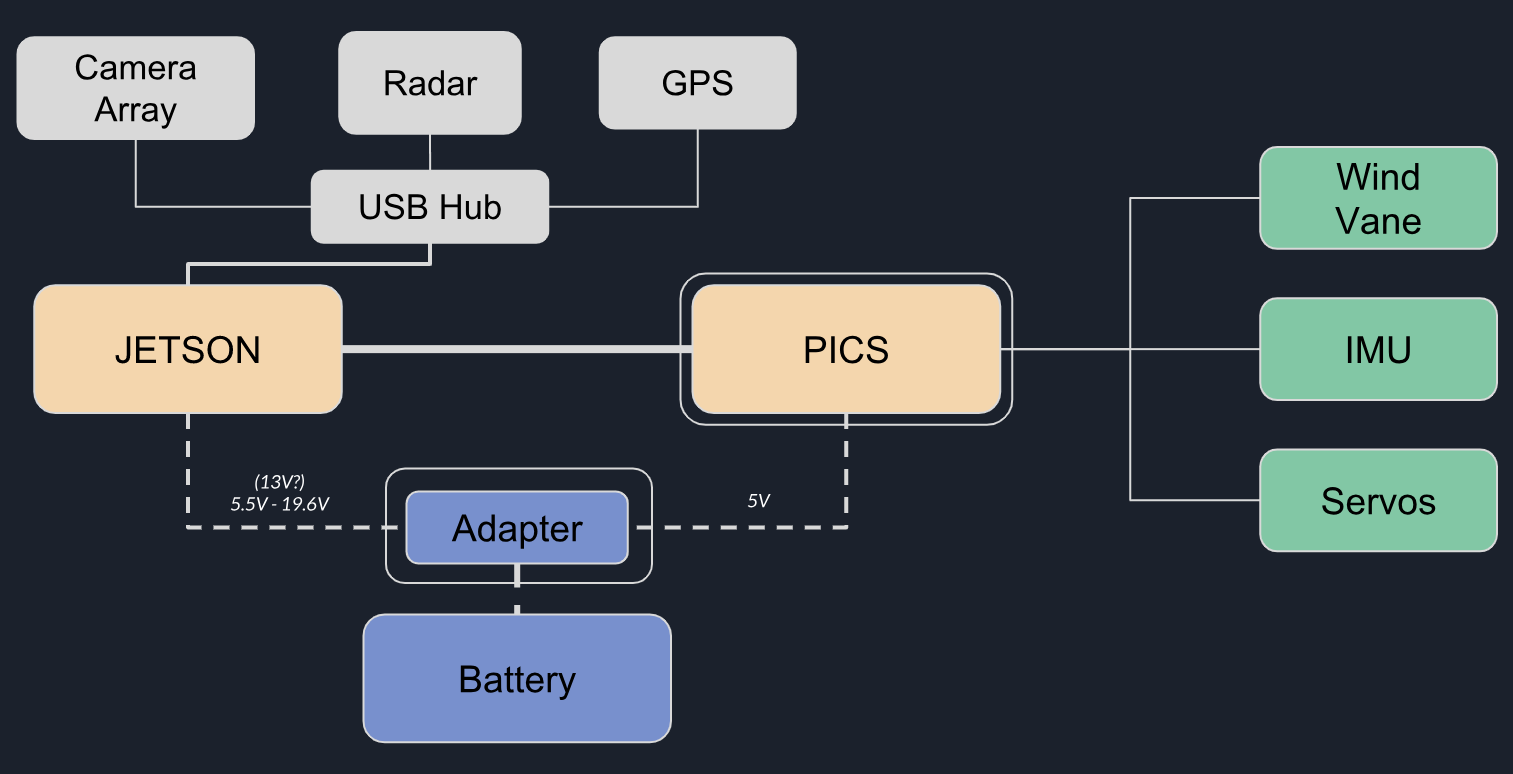 Camera
Array
Radar
GPS
USB Hub
Wind
Vane
JETSON
PICS
IMU
(13V?)
5.5V - 19.6V
Adapter
5V
Servos
Battery